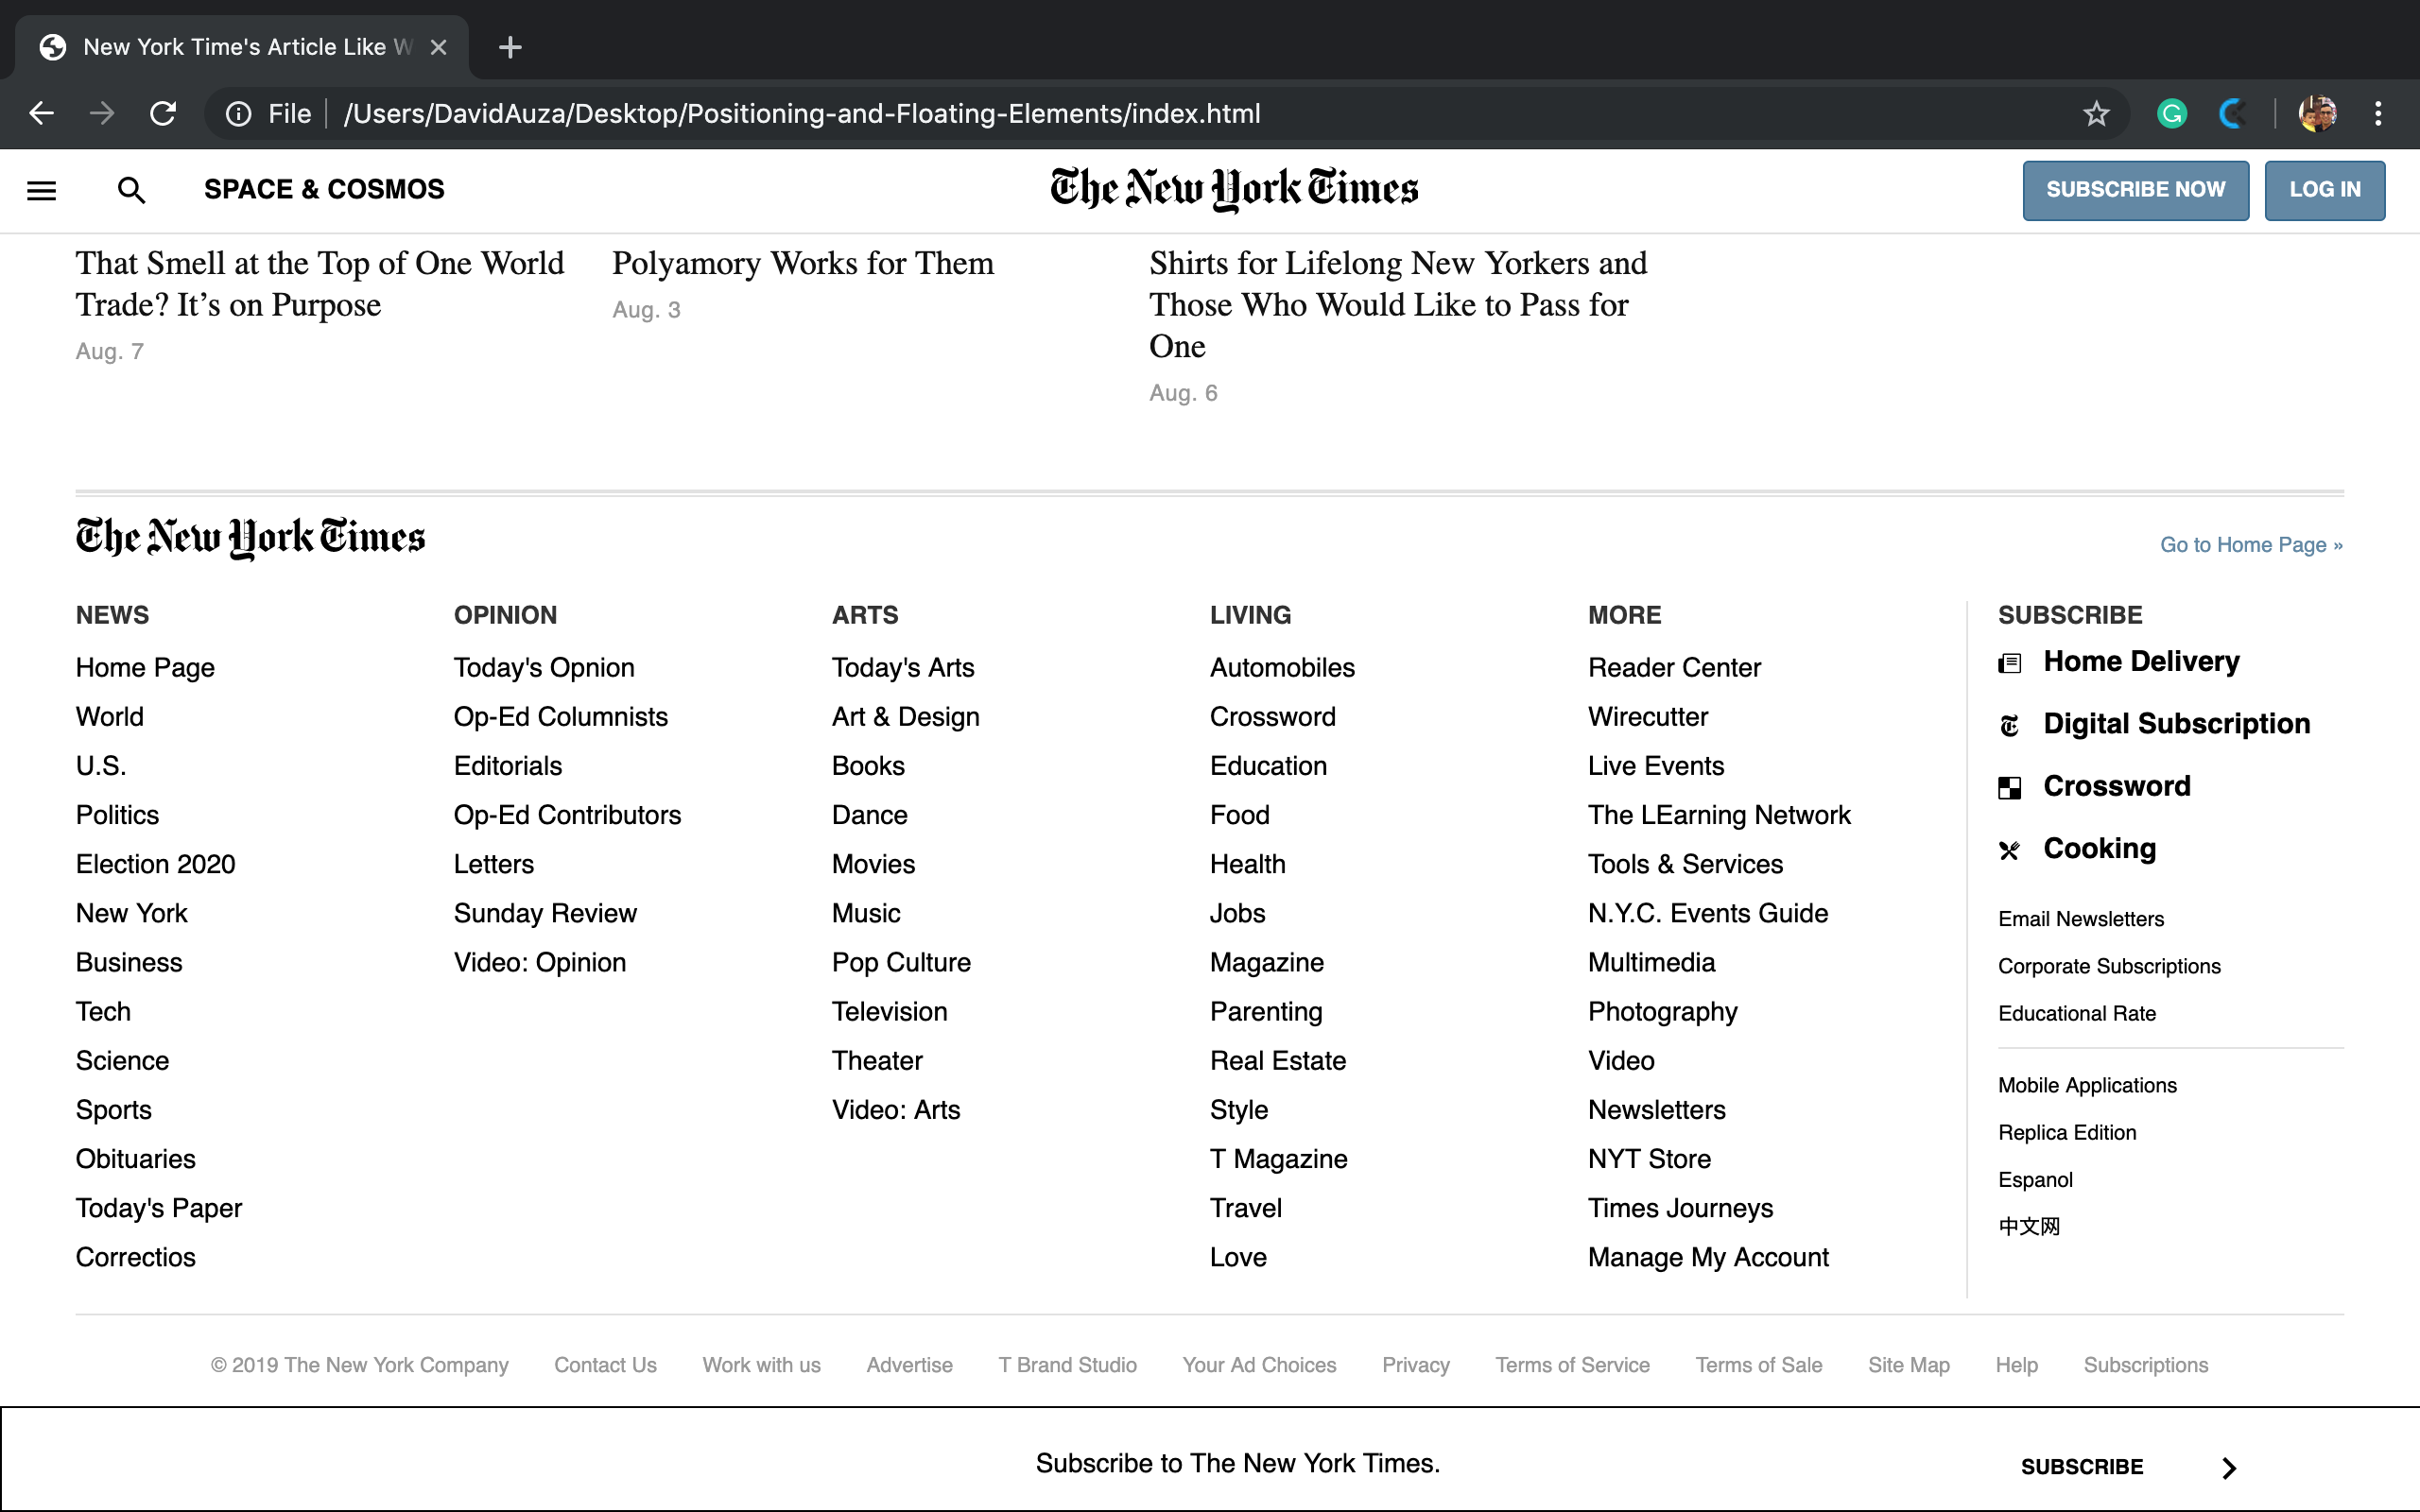 New York Time's Article Like W
File /Users/DavidAuza/Desktop/Positioning-and-Floating-Elements/index.html
SPACE & COSMOS
The New York Times
SUBSCRIBE NOW
LOG IN
That Smell at the Top of One World
Trade? It’s on Purpose
Aug. 7
Polyamory Works for Them
Aug. 3
Shirts for Lifelong New Yorkers and
Those Who Would Like to Pass for
One
Aug. 6
The New York Times
Go to Home Page »
NEWS
Home Page
World
U.S.
Politics
Election 2020
New York
Business
Tech
Science
Sports
Obituaries
Today's Paper
Correctios
OPINION
Today's Opnion
Op-Ed Columnists
Editorials
Op-Ed Contributors
Letters
Sunday Review
Video: Opinion
ARTS
Today's Arts
Art & Design
Books
Dance
Movies
Music
Pop Culture
Television
Theater
Video: Arts
LIVING
Automobiles
Crossword
Education
Food
Health
Jobs
Magazine
Parenting
Real Estate
Style
T Magazine
Travel
Love
MORE
Reader Center
Wirecutter
Live Events
The LEarning Network
Tools & Services
N.Y.C. Events Guide
Multimedia
Photography
Video
Newsletters
NYT Store
Times Journeys
Manage My Account
SUBSCRIBE
Home Delivery
Digital Subscription
Crossword
Cooking
Email Newsletters
Corporate Subscriptions
Educational Rate
Mobile Applications
Replica Edition
Espanol
中文网
© 2019 The New York Company Contact Us Work with us Advertise T Brand Studio Your Ad Choices Privacy Terms of Service Terms of Sale Site Map Help Subscriptions
Subscribe to The New York Times.
SUBSCRIBE